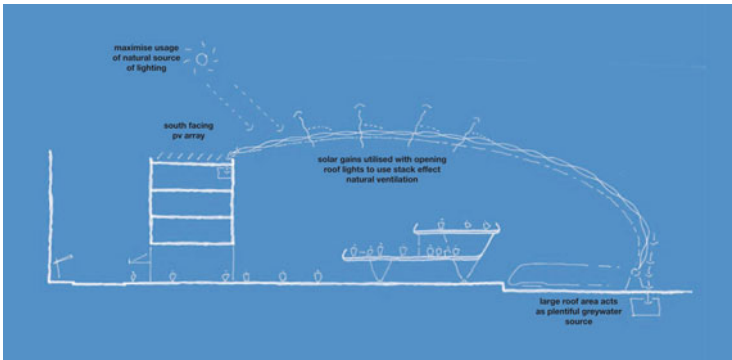 maximise usage
of natural source
of lighting
south facing
pv array
solar gains utilised with opening
roof lights to use stack effect
natural ventilation
large roof area acts
as plentiful greywater
source